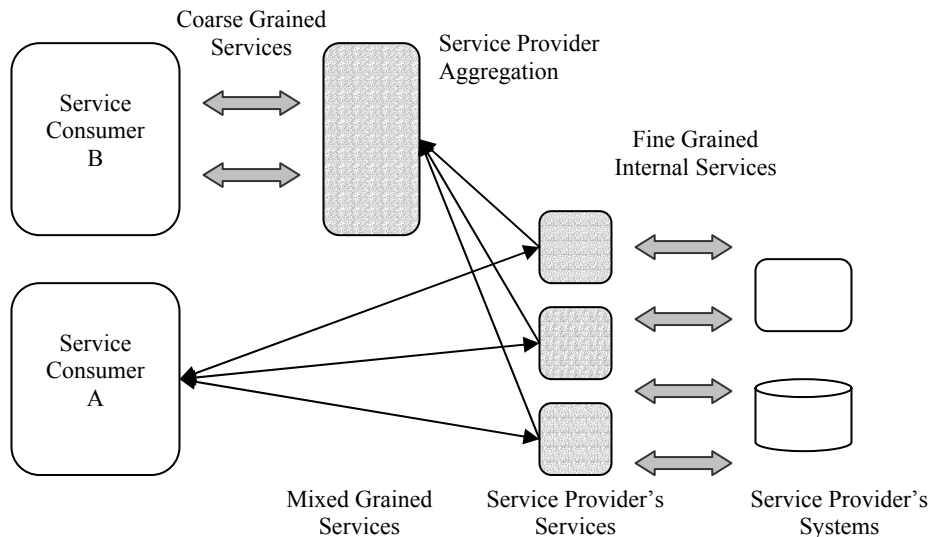 Coarse Grained
Services
Service Provider
Aggregation
Service
Consumer
B
Fine Grained
Internal Services
Service
Consumer
A
Mixed Grained
Services
Service Provider’s
Services
Service Provider’s
Systems